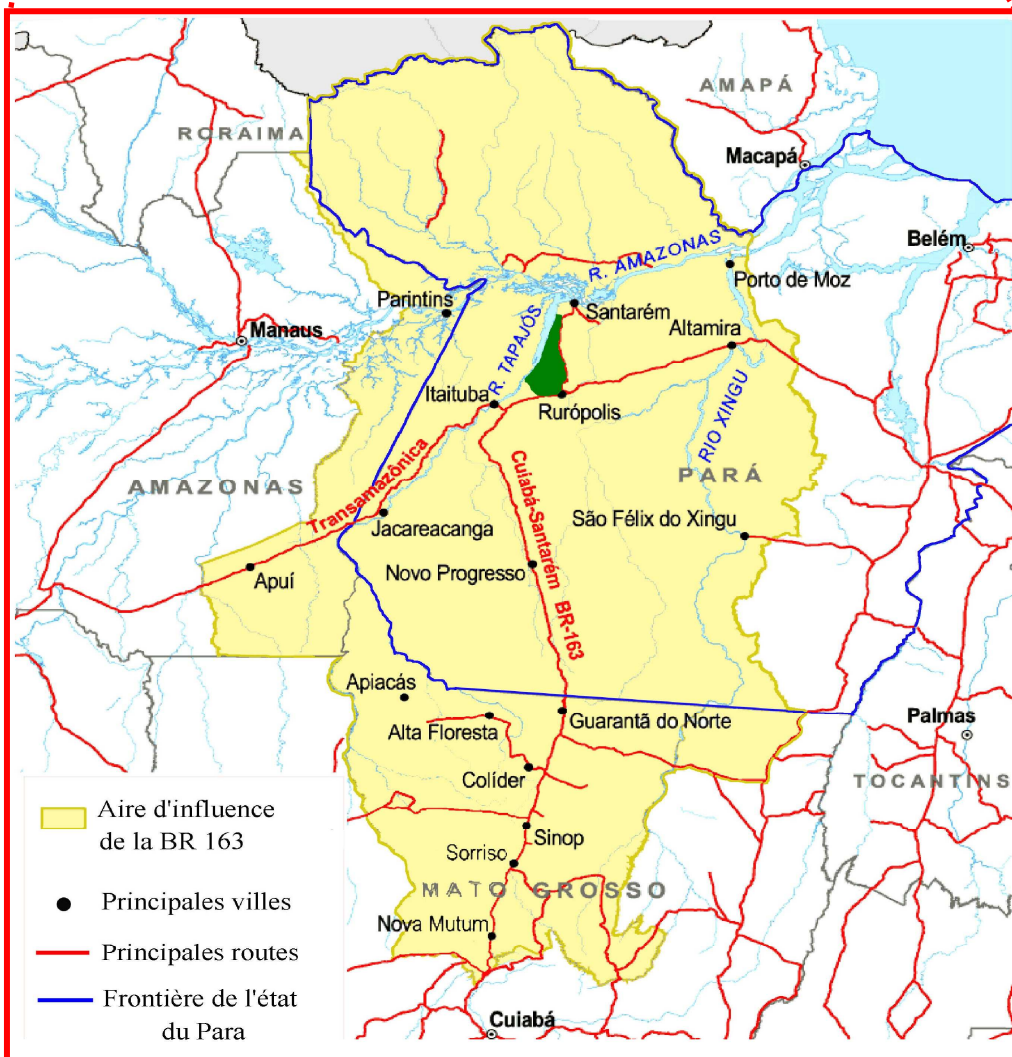 AMAPÁ
RORAIMA
Macapá
Belém
R. AMAZONAS
Porto de Moz
Parintins
Santarém
Manaus
Altamira
R. TAPAJÓS
Itaituba
Rurópolis
RIO XINGU
AMAZONAS
Transamazônica
PARÁ
Cuiabá-Santarém BR-163
Jacareacanga
São Félix do Xingu
Novo Progresso
Apuí
Apiacás
Guarantã do Norte
Alta Floresta
Palmas
Colíder
TOCANTINS
Sinop
Sorriso
MATO GROSSO
Nova Mutum
Cuiabá
Aire d'influence
de la BR 163
Principales villes
Principales routes
Frontière de l'état
du Para